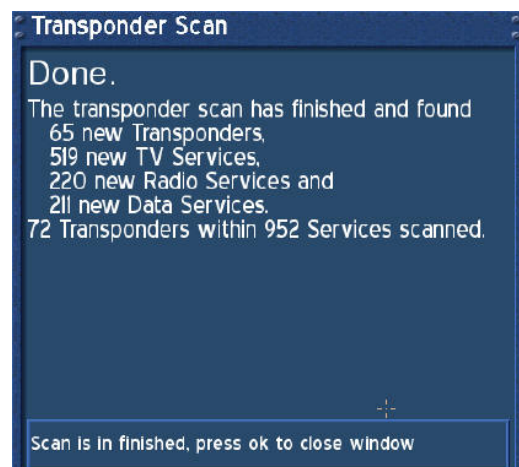 Transponder Scan
Done.
The transponder scan has finished and found
65 new Transponders,
519 new TV Services,
220 new Radio Services and
211 new Data Services.
72 Transponders within 952 Services scanned.
Scan is in finished, press ok to close window